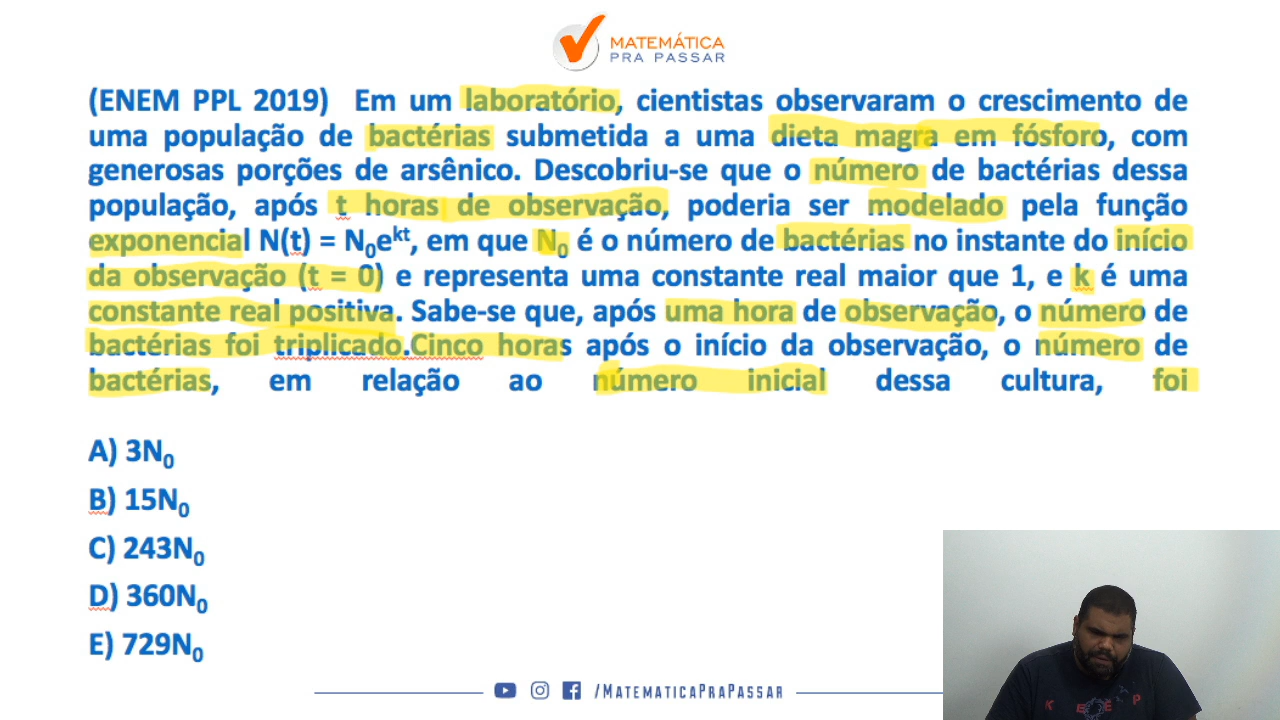 MATEMÁTICA
PRA PASSAR
(ENEM PPL 2019) Em um laboratório, cientistas observaram o crescimento de
uma população de bactérias submetida a uma dieta magra em fósforo, com
generosas porções de arsênico. Descobriu-se que o número de bactérias dessa
população, após t horas de observação, poderia ser modelado pela função
exponencial N(t) = N₀eᵏᵗ, em que N₀ é o número de bactérias no instante do início
da observação (t = 0) e representa uma constante real maior que 1, e k é uma
constante real positiva. Sabe-se que, após uma hora de observação, o número de
bactérias foi triplicado.Cinco horas após o início da observação, o número de
bactérias, em relação ao número inicial dessa cultura, foi
A) 3N₀
B) 15N₀
C) 243N₀
D) 360N₀
E) 729N₀
/MATEMATICAPRAPASSAR
K E E P